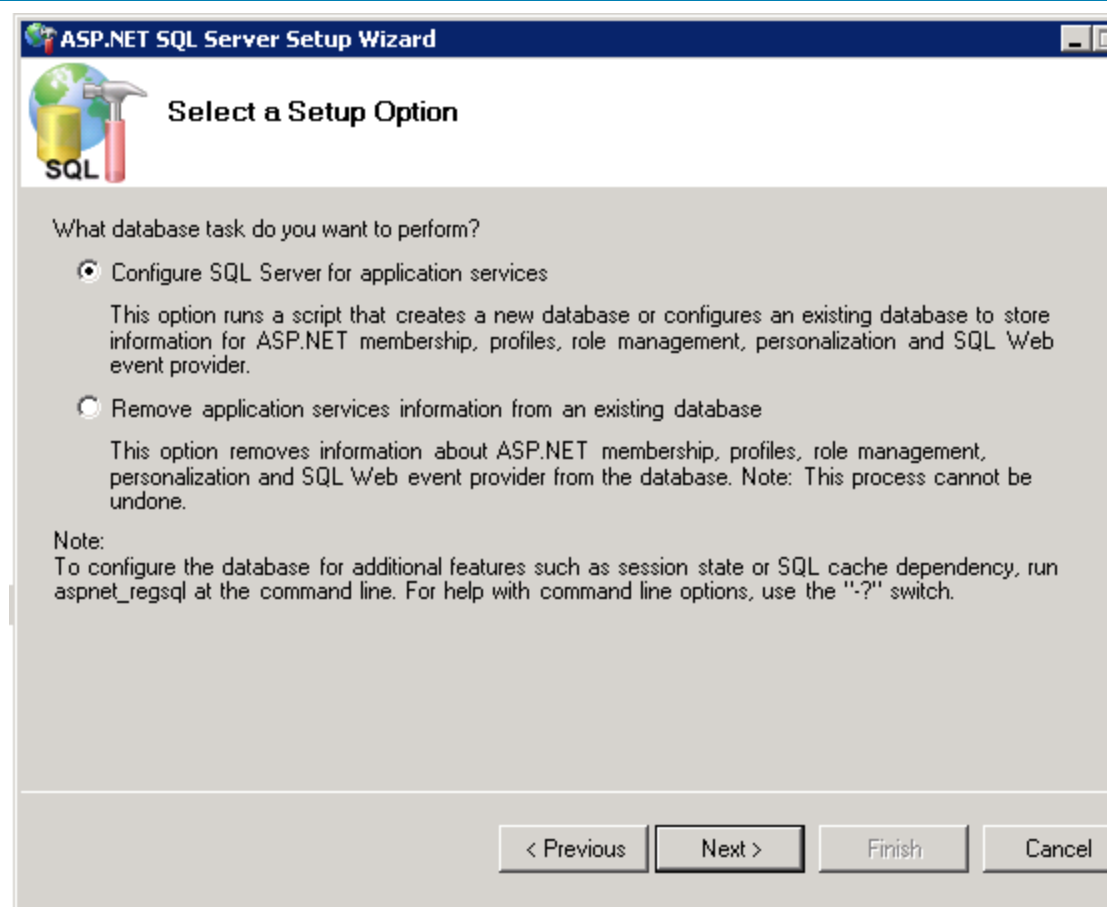 ASP.NET SQL Server Setup Wizard
Select a Setup Option
SQL
What database task do you want to perform?
Configure SQL Server for application services
This option runs a script that creates a new database or configures an existing database to store
information for ASP.NET membership, profiles, role management, personalization and SQL Web
event provider.
Remove application services information from an existing database
This option removes information about ASP.NET membership, profiles, role management,
personalization and SQL Web event provider from the database. Note: This process cannot be
undone.
Note:
To configure the database for additional features such as session state or SQL cache dependency, run
aspnet_regsql at the command line. For help with command line options, use the "-?" switch.
< Previous
Next >
Finish
Cancel